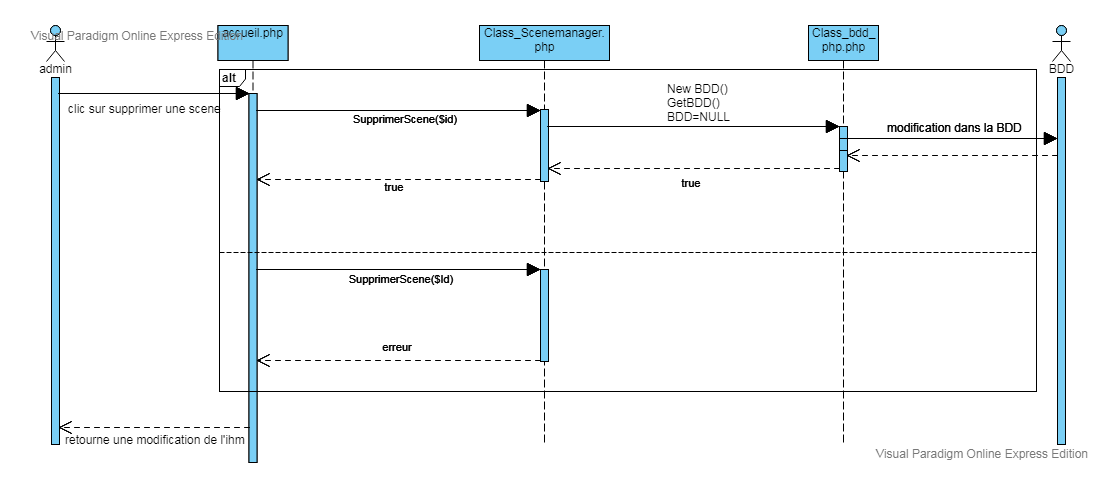 Visual Paradigm Online Express Edition
accueil.php
Class_Scenemanager.
php
Class_bdd_
php.php
admin
BDD
alt
clic sur supprimer une scene
SupprimerScene($id)
New BDD()
GetBDD()
BDD=NULL
modification dans la BDD
true
true
SupprimerScene($Id)
erreur
retourne une modification de l'ihm
Visual Paradigm Online Express Edition